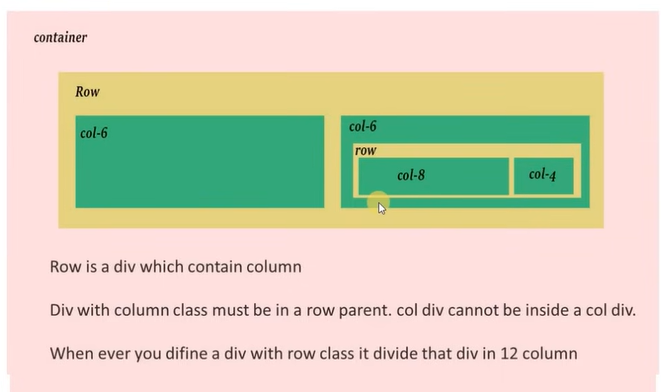 container
Row
col-6
col-6
row
col-8
col-4
Row is a div which contain column
Div with column class must be in a row parent. col div cannot be inside a col div.
When ever you difine a div with row class it divide that div in 12 column